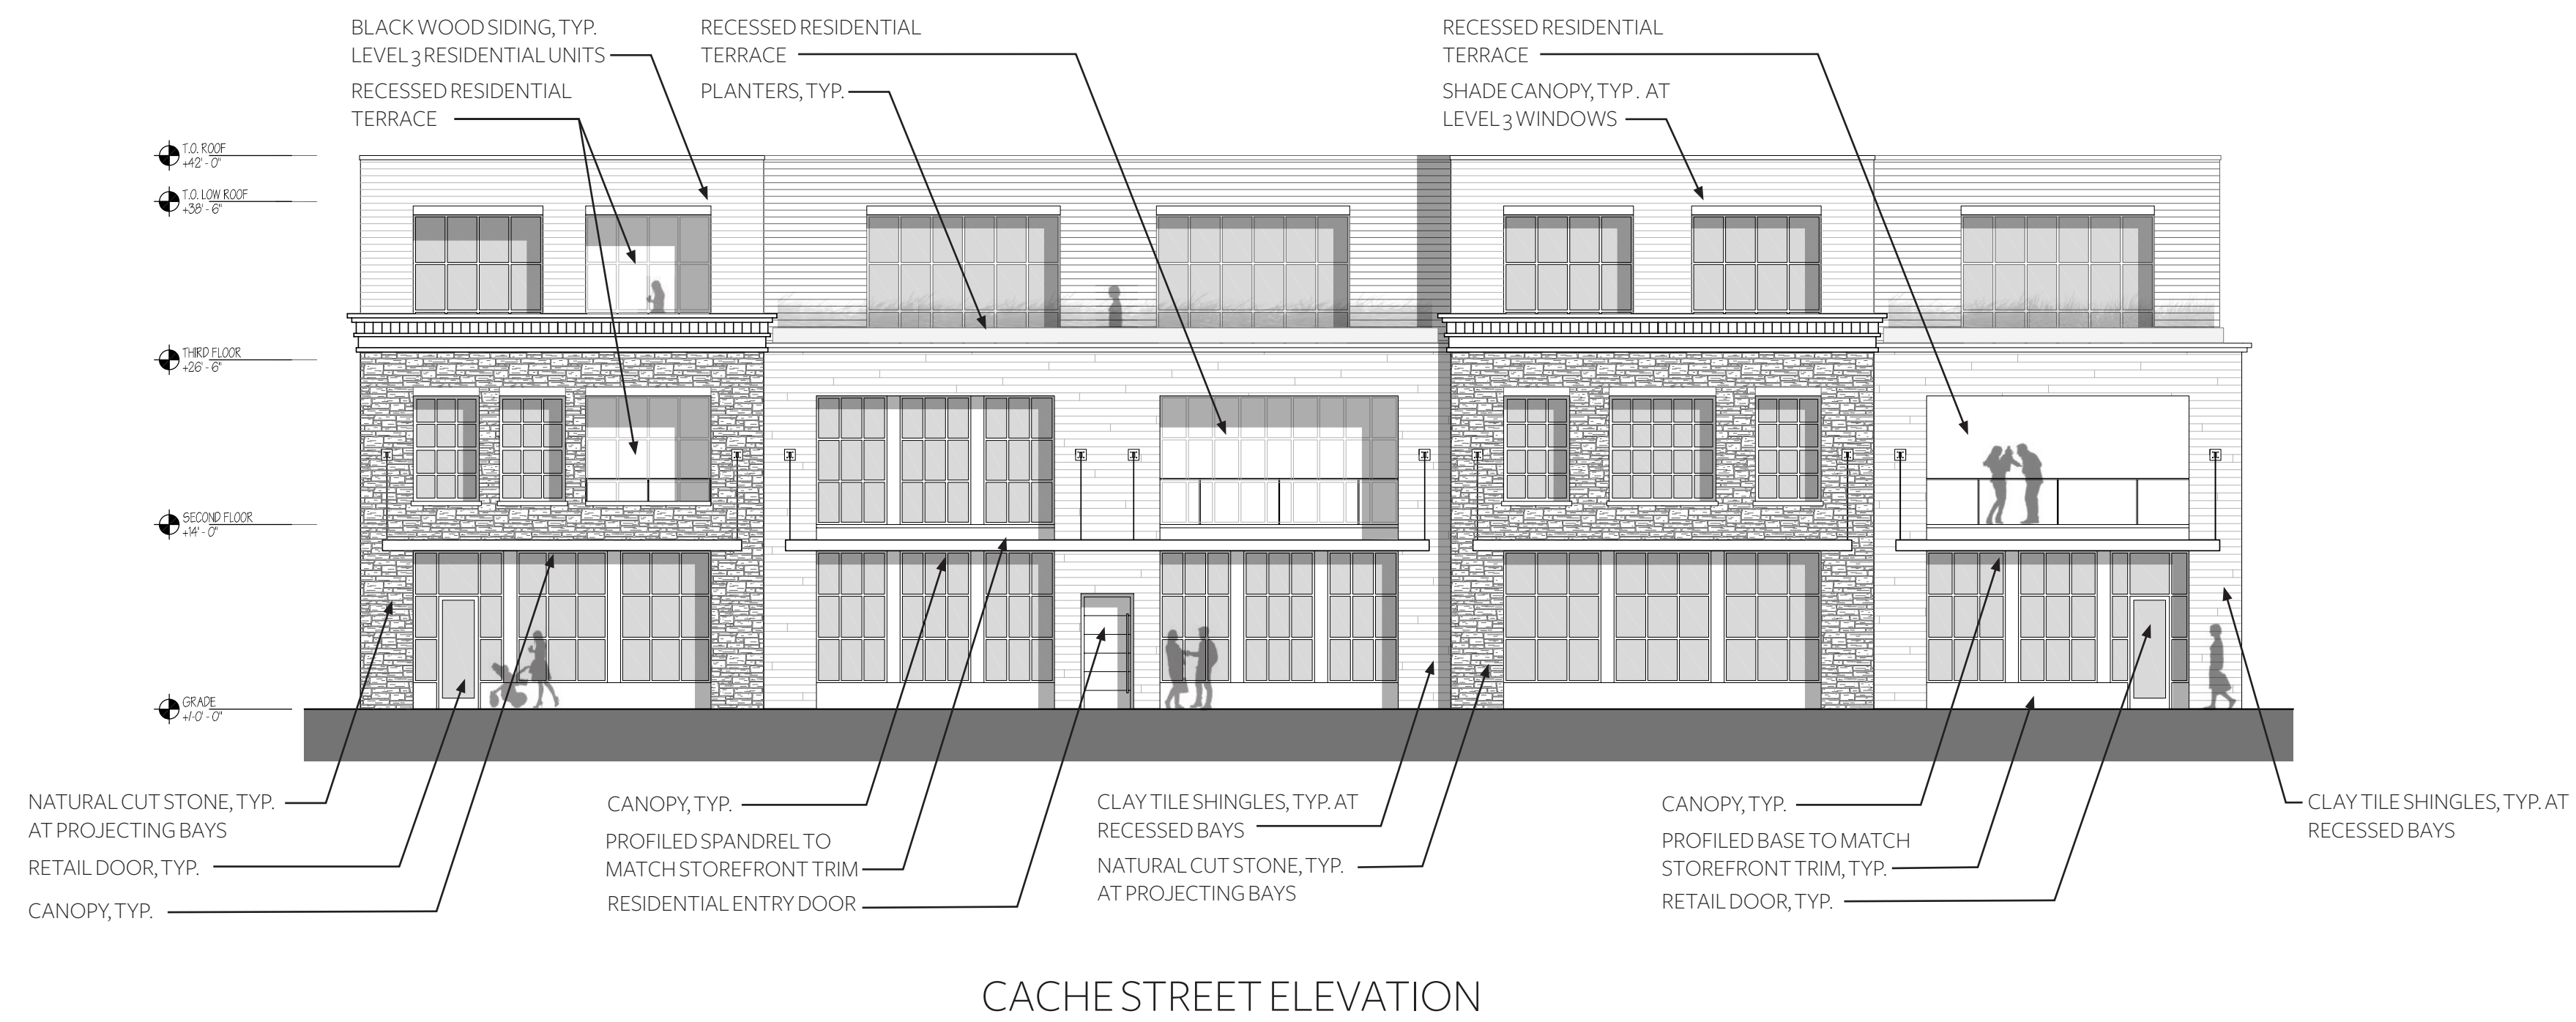 BLACK WOOD SIDING, TYP.
LEVEL 3 RESIDENTIAL UNITS
RECESSED RESIDENTIAL
TERRACE
RECESSED RESIDENTIAL
TERRACE
PLANTERS, TYP.
RECESSED RESIDENTIAL
TERRACE
SHADE CANOPY, TYP. AT
LEVEL 3 WINDOWS
T.O. ROOF
+42' - 0"
T.O. LOW ROOF
+38' - 6"
THIRD FLOOR
+26' - 6"
SECOND FLOOR
+14' - 0"
GRADE
+/-0' - 0"
NATURAL CUT STONE, TYP.
AT PROJECTING BAYS
RETAIL DOOR, TYP.
CANOPY, TYP.
CANOPY, TYP.
PROFILED SPANDREL TO
MATCH STOREFRONT TRIM
RESIDENTIAL ENTRY DOOR
CLAY TILE SHINGLES, TYP. AT
RECESSED BAYS
NATURAL CUT STONE, TYP.
AT PROJECTING BAYS
CANOPY, TYP.
PROFILED BASE TO MATCH
STOREFRONT TRIM, TYP.
RETAIL DOOR, TYP.
CLAY TILE SHINGLES, TYP. AT
RECESSED BAYS
CACHE STREET ELEVATION